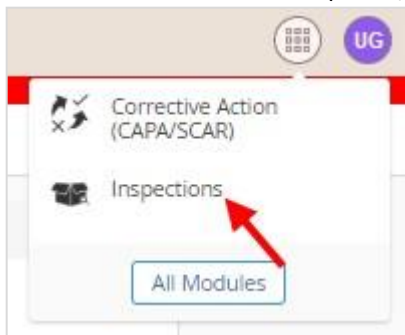 UG
Corrective Action
(CAPA/SCAR)
Inspections
All Modules